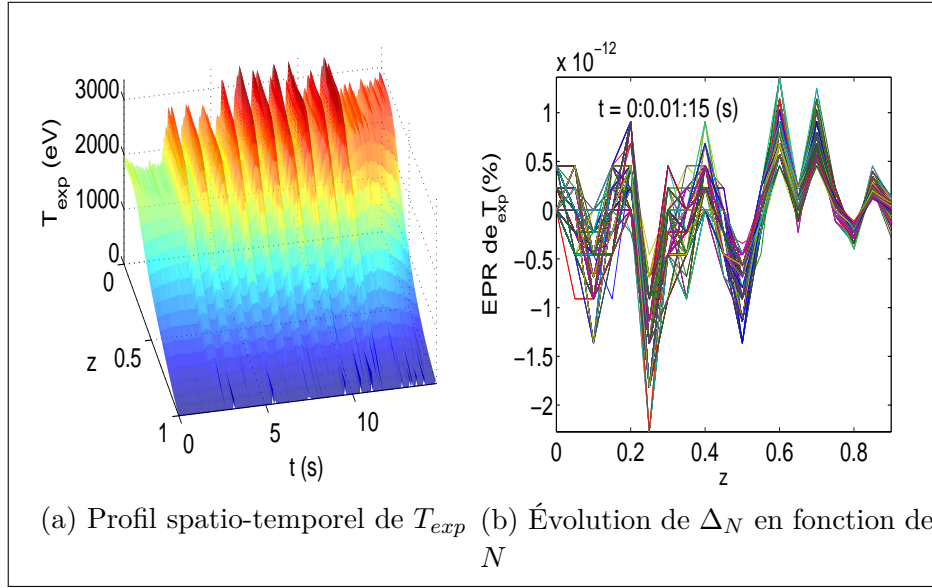 3000
2000
1000
0
T_exp (eV)
0
0.5
1
z
0
5
10
t (s)
x 10^-12
t = 0:0.01:15 (s)
1
0.5
0
−0.5
−1
−1.5
−2
EPR de T_exp (%)
0
0.2
0.4
0.6
0.8
z
(a) Profil spatio-temporel de T_exp
(b) Évolution de Δ_N en fonction de
N